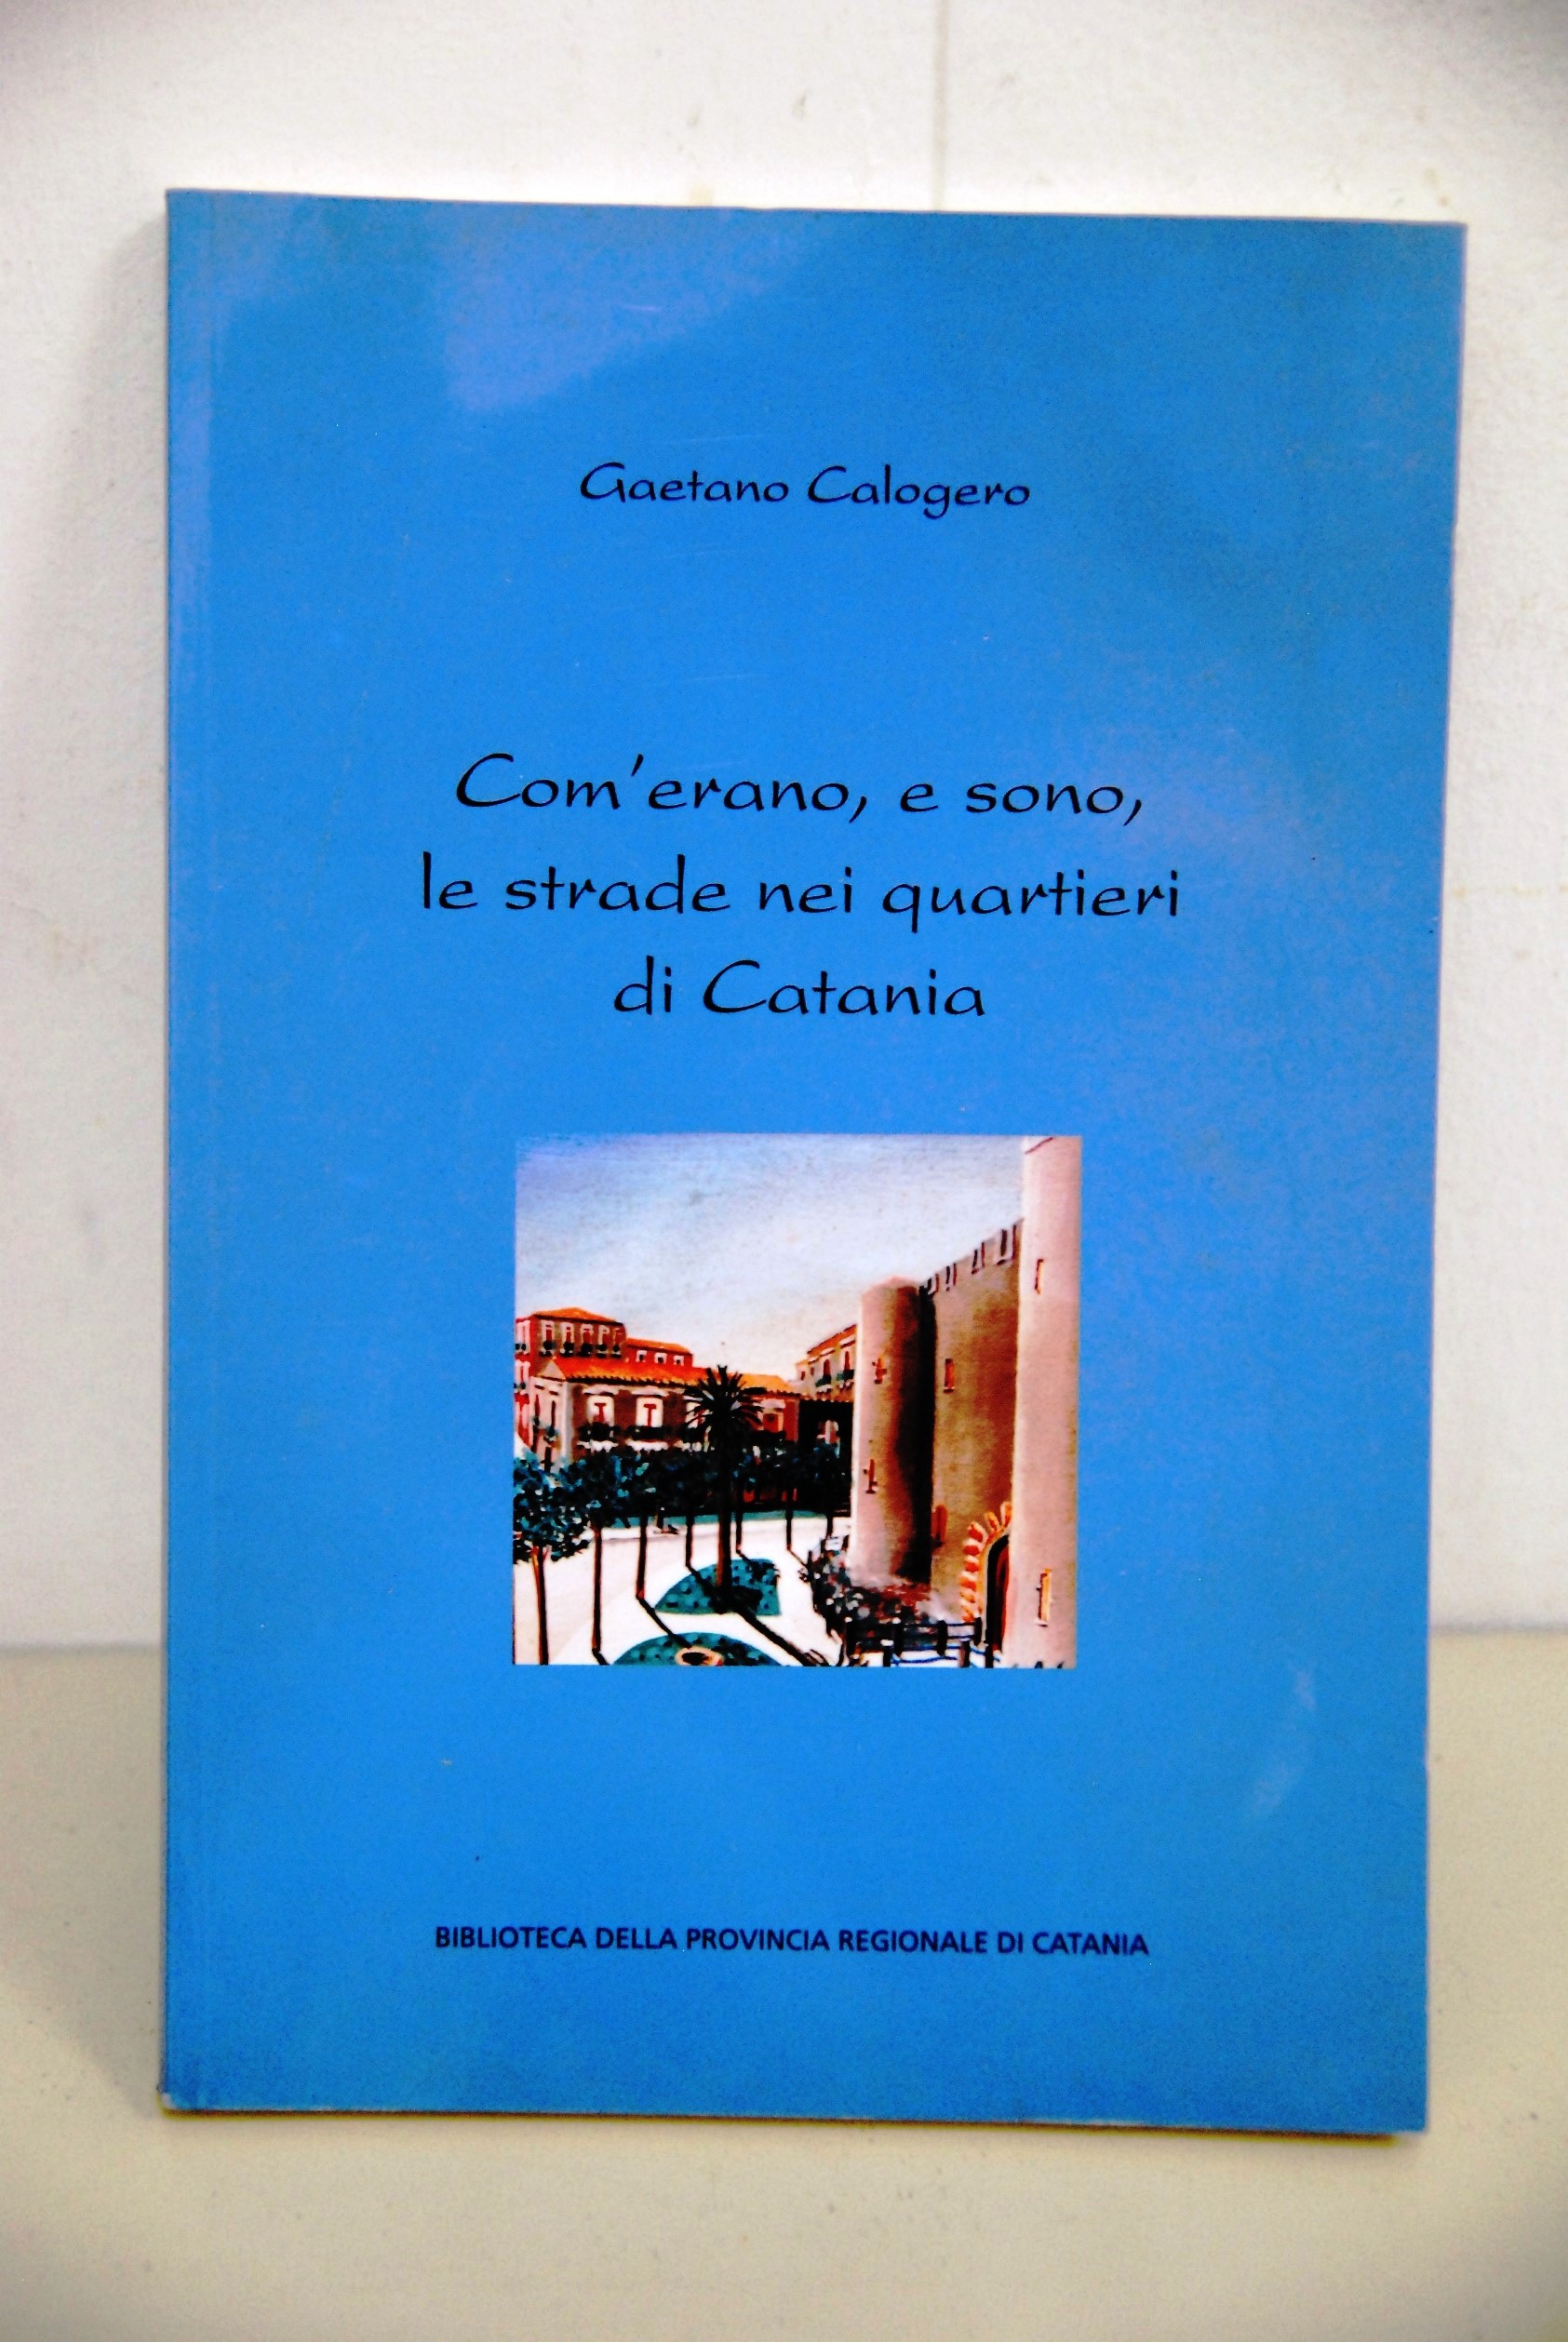 Gaetano Calogero
Com'erano, e sono,
le strade nei quartieri
di Catania
BIBLIOTECA DELLA PROVINCIA REGIONALE DI CATANIA